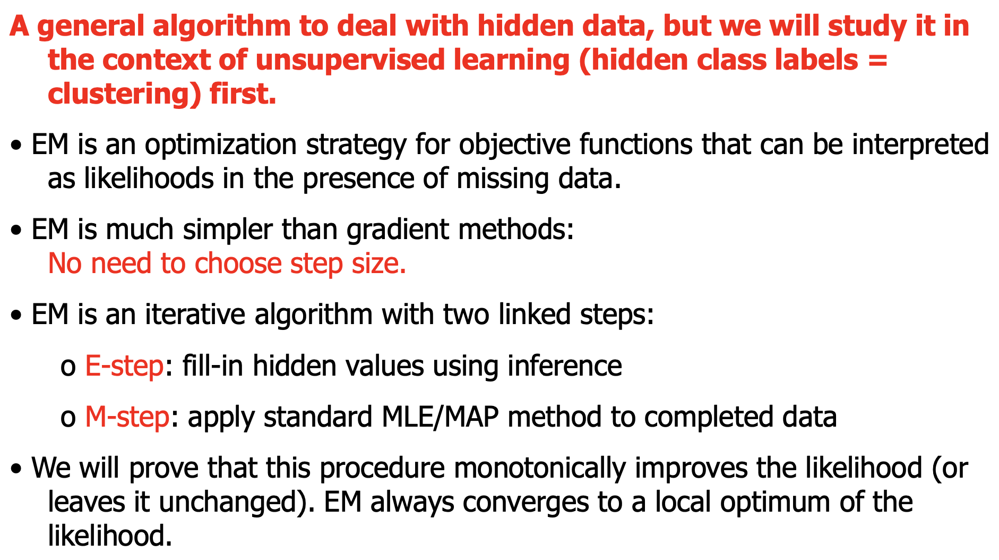 A general algorithm to deal with hidden data, but we will study it in
the context of unsupervised learning (hidden class labels =
clustering) first.
• EM is an optimization strategy for objective functions that can be interpreted
as likelihoods in the presence of missing data.
• EM is much simpler than gradient methods:
No need to choose step size.
• EM is an iterative algorithm with two linked steps:
o E-step: fill-in hidden values using inference
o M-step: apply standard MLE/MAP method to completed data
• We will prove that this procedure monotonically improves the likelihood (or
leaves it unchanged). EM always converges to a local optimum of the
likelihood.